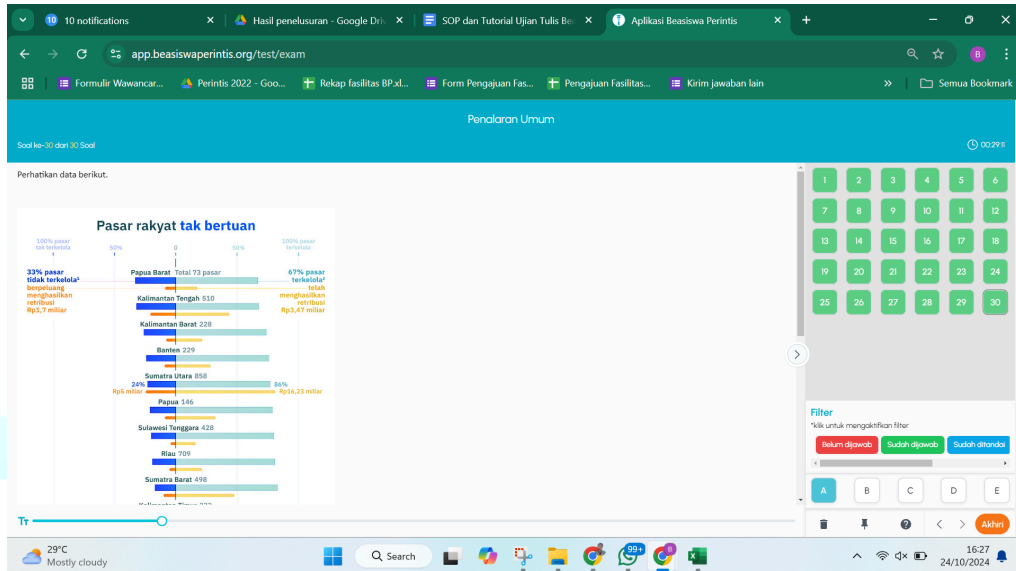 10 notifications
Hasil penelusuran - Google Driv
SOP dan Tutorial Ujian Tulis Bea
Aplikasi Beasiswa Perintis
app.beasiswaperintis.org/test/exam
B
Formulir Wawancar...
Perintis 2022 - Goo...
Rekap fasilitas BP.xl...
Form Pengajuan Fas...
Pengajuan Fasilitas...
Kirim jawaban lain
»
Semua Bookmark
Penalaran Umum
Soal ke-30 dari 30 Soal
00:29:11
Perhatikan data berikut.
Pasar rakyat tak bertuan
100% pasar
tak terkelola
50%
0
50%
100% pasar
terkelola
33% pasar
tidak terkelola¹
berpeluang
menghasilkan
retribusi
Rp1,7 miliar
Papua Barat Total 73 pasar
67% pasar
terkelola²
telah
menghasilkan
retribusi
Rp3,47 miliar
Kalimantan Tengah 510
Kalimantan Barat 228
Banten 229
Sumatra Utara 858
24%
86%
Rp5 miliar
Rp16,23 miliar
Papua 146
Sulawesi Tenggara 428
Riau 709
Sumatra Barat 498
1 2 3 4 5 6
7 8 9 10 11 12
13 14 15 16 17 18
19 20 21 22 23 24
25 26 27 28 29 30
Filter
*klik untuk mengaktifkan filter
Belum dijawab Sudah dijawab Sudah ditandai
A B C D E
Akhiri
29°C
Mostly cloudy
Search
99+
16:27
24/10/2024